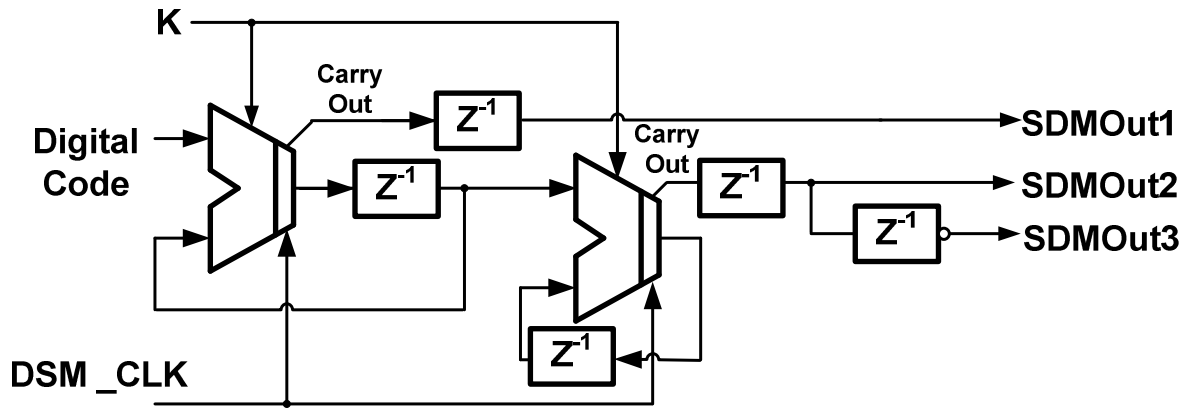 K
Carry
Out
Z-1
SDMOut1
Digital
Code
Z-1
Carry
Out
Z-1
SDMOut2
Z-1
SDMOut3
Z-1
DSM _CLK